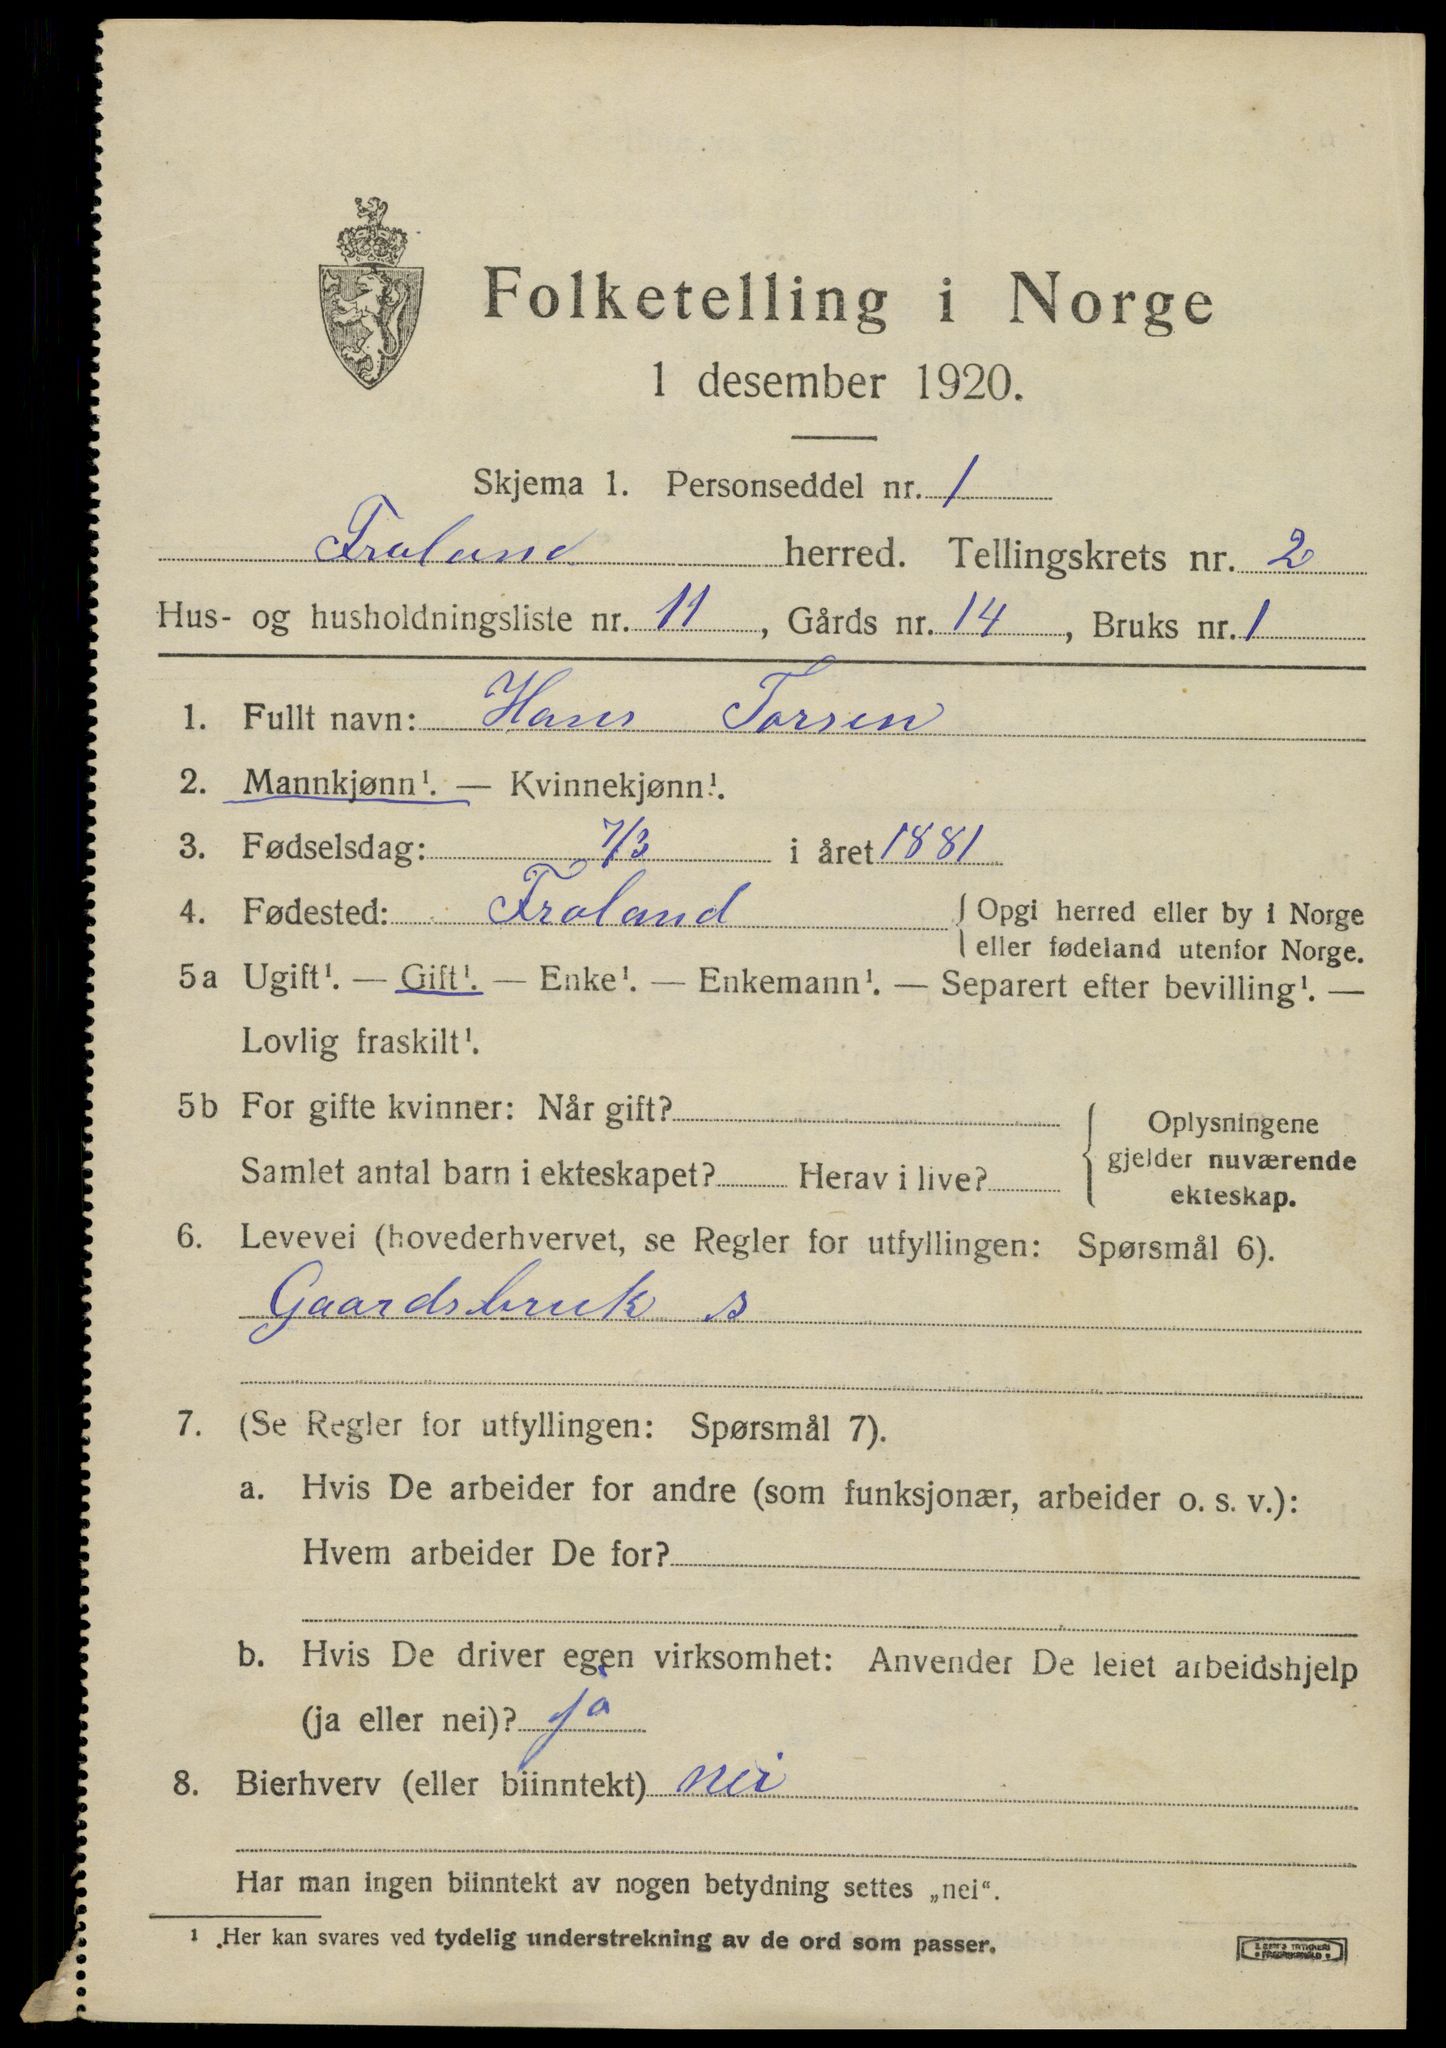 Folketelling i Norge
1 desember 1920.
Skjema 1. Personseddel nr. 1
Froland herred. Tellingskrets nr. 2
Hus- og husholdningsliste nr. 11, Gårds nr. 14, Bruks nr. 1
1. Fullt navn: Hans Torsen
2. Mannkjønn¹. — Kvinnekjønn¹.
3. Fødselsdag: 7/3 i året 1881
4. Fødested: Froland { Opgi herred eller by i Norge
eller fødeland utenfor Norge.
5a Ugift¹. — Gift¹. — Enke¹. — Enkemann¹. — Separert efter bevilling¹. —
Lovlig fraskilt¹.
5b For gifte kvinner: Når gift?
Samlet antal barn i ekteskapet? Herav i live?
{ Oplysningene
gjelder nuværende
ekteskap.
6. Levevei (hovederhvervet, se Regler for utfyllingen: Spørsmål 6).
Gaardsbruk s
7. (Se Regler for utfyllingen: Spørsmål 7).
a. Hvis De arbeider for andre (som funksjonær, arbeider o. s. v.):
Hvem arbeider De for?
b. Hvis De driver egen virksomhet: Anvender De leiet arbeidshjelp
(ja eller nei)? ja
8. Bierhverv (eller biinntekt) nei
Har man ingen biinntekt av nogen betydning settes „nei“.
¹ Her kan svares ved tydelig understrekning av de ord som passer.